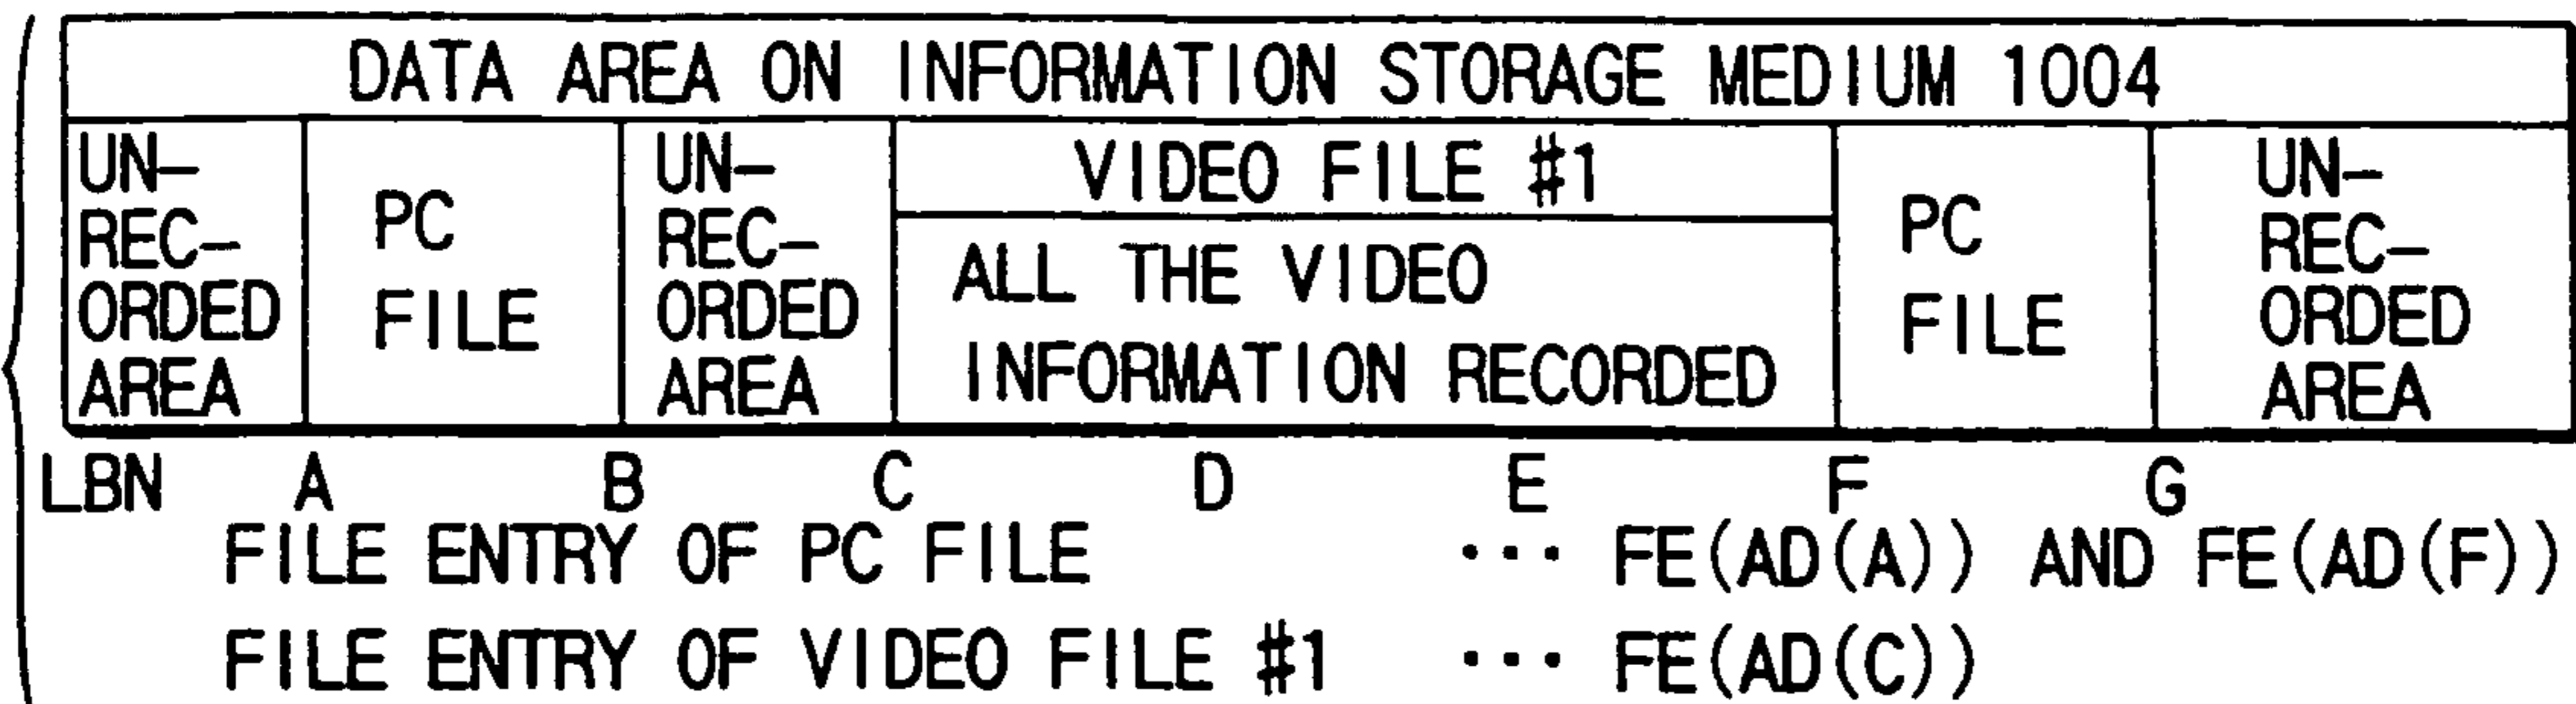 DATA AREA ON INFORMATION STORAGE MEDIUM 1004
UN-
REC-
ORDED
AREA
PC
FILE
UN-
REC-
ORDED
AREA
VIDEO FILE #1
ALL THE VIDEO
INFORMATION RECORDED
PC
FILE
UN-
REC-
ORDED
AREA
LBN A B C D E F G
FILE ENTRY OF PC FILE ··· FE(AD(A)) AND FE(AD(F))
FILE ENTRY OF VIDEO FILE #1 ··· FE(AD(C))